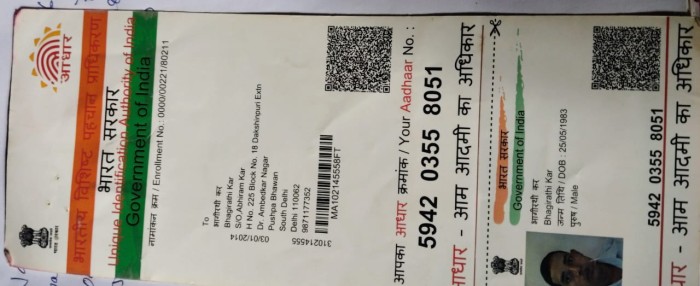 आधार
भारतीय विशिष्ट पहचान प्राधिकरण
भारत सरकार
Unique Identification Authority of India
Government of India
नामांकन क्रम / Enrollment No.: 0000/00221/80211
To
भागीरथी कर
Bhagirathi Kar
S/O Abhiram Kar
H No. 225 Block No. 18 Dakshinpuri Extn
Dr. Ambedkar Nagar
Pushpa Bhawan
South Delhi
Delhi 110062
9871177352
03/01/2014
310214555
MA102145558FT
आपका आधार क्रमांक / Your Aadhaar No. :
5942 0355 8051
आधार - आम आदमी का अधिकार
भारत सरकार
Government of India
भागीरथी कर
Bhagirathi Kar
जन्म तिथि / DOB : 25/05/1983
पुरुष / Male
5942 0355 8051
आधार - आम आदमी का अधिकार